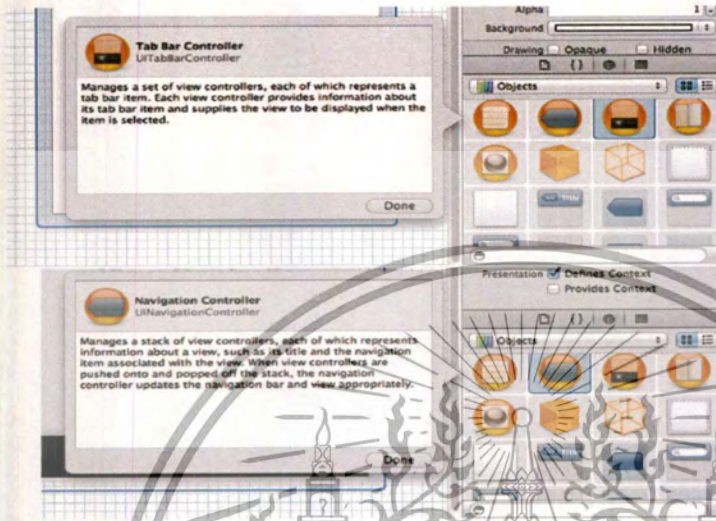 Alpha 1
Background
Drawing Opaque Hidden
Tab Bar Controller
UITabBarController
Objects
Manages a set of view controllers, each of which represents a
tab bar item. Each view controller provides information about
its tab bar item and supplies the view to be displayed when the
item is selected.
Title
Done
Presentation Defines Context
Provides Context
Navigation Controller
UINavigationController
Objects
Manages a stack of view controllers, each of which represents
information about a view, such as its title and the navigation
item associated with the view. When view controllers are
pushed onto and popped off the stack, the navigation
controller updates the navigation bar and view appropriately.
Title
Done